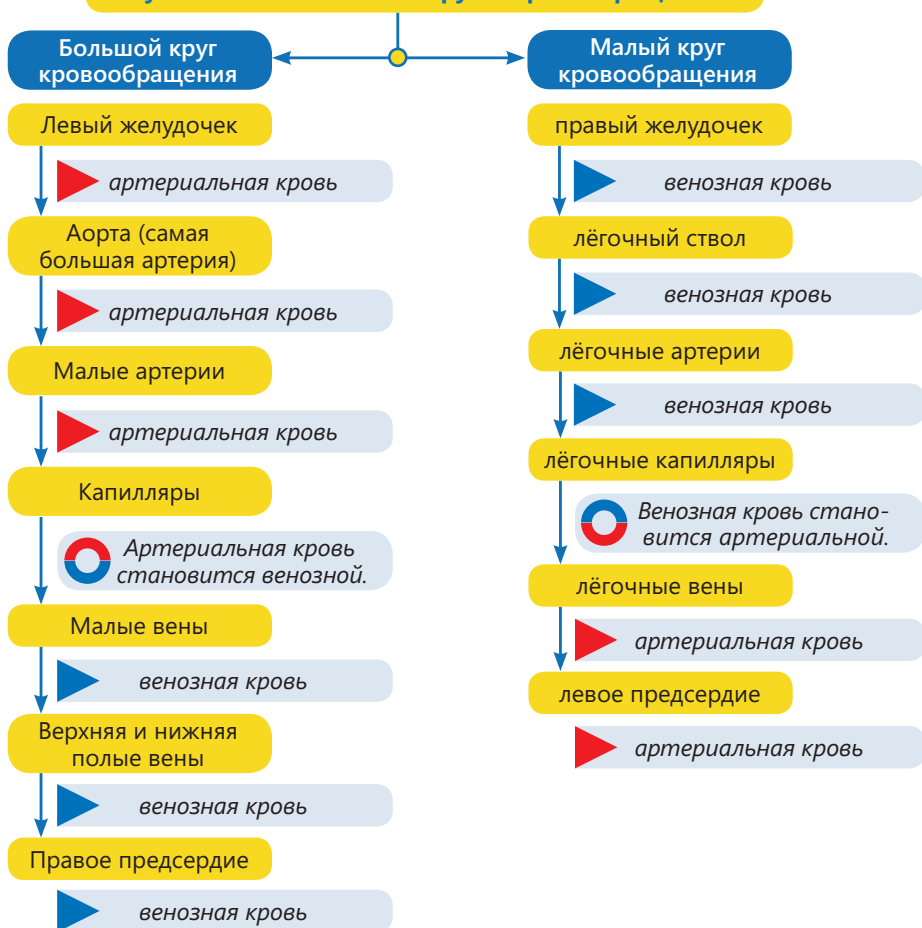 Большой круг
кровообращения
Левый желудочек
артериальная кровь
Аорта (самая
большая артерия)
артериальная кровь
Малые артерии
артериальная кровь
Капилляры
Артериальная кровь
становится венозной.
Малые вены
венозная кровь
Верхняя и нижняя
полые вены
венозная кровь
Правое предсердие
венозная кровь
Малый круг
кровообращения
правый желудочек
венозная кровь
лёгочный ствол
венозная кровь
лёгочные артерии
венозная кровь
лёгочные капилляры
Венозная кровь стано-
вится артериальной.
лёгочные вены
артериальная кровь
левое предсердие
артериальная кровь